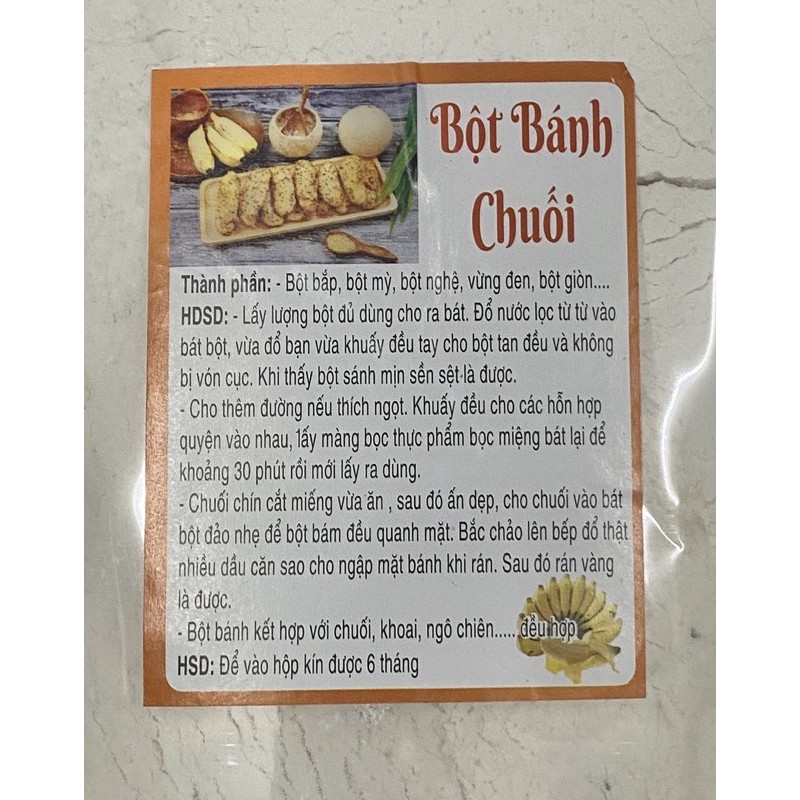 Bột Bánh
Chuối
Thành phần: - Bột bắp, bột mỳ, bột nghệ, vừng đen, bột giòn....
HDSD: - Lấy lượng bột đủ dùng cho ra bát. Đổ nước lọc từ từ vào
bát bột, vừa đổ bạn vừa khuấy đều tay cho bột tan đều và không
bị vón cục. Khi thấy bột sánh mịn sền sệt là được.
- Cho thêm đường nếu thích ngọt. Khuấy đều cho các hỗn hợp
quyện vào nhau, lấy màng bọc thực phẩm bọc miệng bát lại để
khoảng 30 phút rồi mới lấy ra dùng.
- Chuối chín cắt miếng vừa ăn , sau đó ấn dẹp, cho chuối vào bát
bột đảo nhẹ để bột bám đều quanh mặt. Bắc chảo lên bếp đổ thật
nhiều dầu căn sao cho ngập mặt bánh khi rán. Sau đó rán vàng
là được.
- Bột bánh kết hợp với chuối, khoai, ngô chiên..... đều hợp
HSD: Để vào hộp kín được 6 tháng